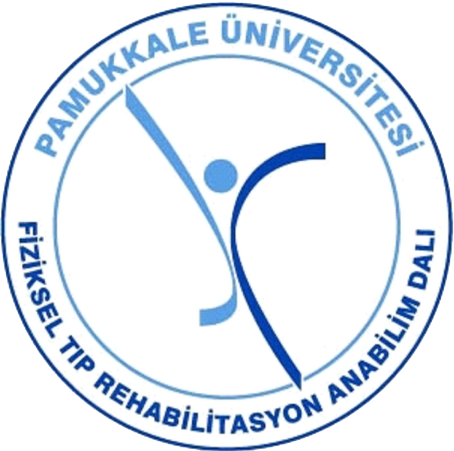 PAMUKKALE ÜNİVERSİTESİ
FİZİKSEL TIP REHABİLİTASYON ANABİLİM DALI